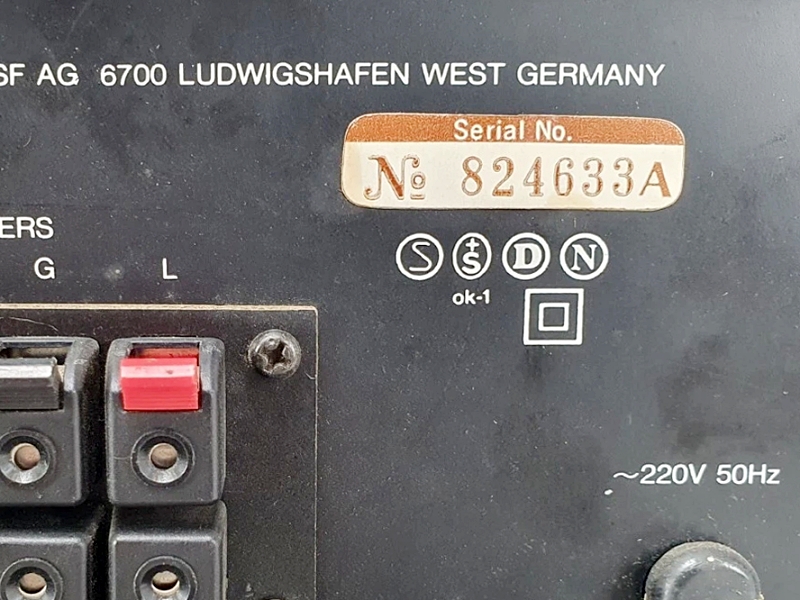 SF AG 6700 LUDWIGSHAFEN WEST GERMANY
Serial No.
№ 824633A
ERS
G L
S S D N
ok-1
~220V 50Hz